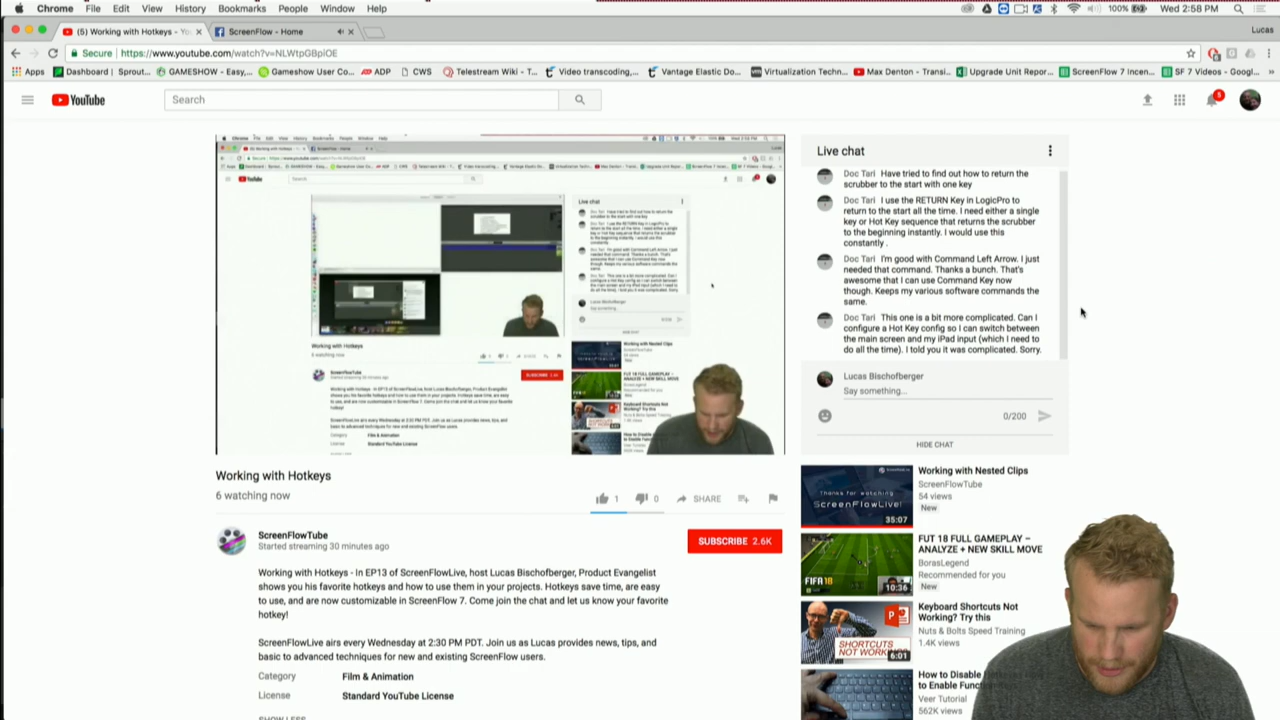 Chrome File Edit View History Bookmarks People Window Help
100% Wed 2:58 PM
(5) Working with Hotkeys - Yo
ScreenFlow - Home
Lucas
Secure https://www.youtube.com/watch?v=NLWtpGBpiOE
Apps Dashboard | Sprout... GAMESHOW - Easy,... Gameshow User Co... ADP CWS Telestream Wiki - T... Video transcoding,... Vantage Elastic Do... Virtualization Techn... Max Denton - Transi... Upgrade Unit Repor... ScreenFlow 7 Incen... SF 7 Videos - Googl... »
YouTube
Search
Live chat
Doc Tari Have tried to find out how to return the
scrubber to the start with one key
Doc Tari I use the RETURN Key in LogicPro to
return to the start all the time. I need either a single
key or Hot Key sequence that returns the scrubber
to the beginning instantly. I would use this
constantly .
Doc Tari I'm good with Command Left Arrow. I just
needed that command. Thanks a bunch. That's
awesome that I can use Command Key now
though. Keeps my various software commands the
same.
Doc Tari This one is a bit more complicated. Can I
configure a Hot Key config so I can switch between
the main screen and my iPad input (which I need to
do all the time). I told you it was complicated. Sorry.
Lucas Bischofberger
Say something...
0/200
HIDE CHAT
Working with Hotkeys
6 watching now
1 0 SHARE
ScreenFlowTube
Started streaming 30 minutes ago
SUBSCRIBE 2.6K
Working with Hotkeys - In EP13 of ScreenFlowLive, host Lucas Bischofberger, Product Evangelist
shows you his favorite hotkeys and how to use them in your projects. Hotkeys save time, are easy
to use, and are now customizable in ScreenFlow 7. Come join the chat and let us know your favorite
hotkey!
ScreenFlowLive airs every Wednesday at 2:30 PM PDT. Join us as Lucas provides news, tips, and
basic to advanced techniques for new and existing ScreenFlow users.
Category Film & Animation
License Standard YouTube License
SHOW LESS
Thanks for watching
ScreenFlowLive!
35:07
Working with Nested Clips
ScreenFlowTube
54 views
New
FIFA18
10:36
FUT 18 FULL GAMEPLAY –
ANALYZE + NEW SKILL MOVE
BorasLegend
Recommended for you
New
SHORTCUTS
NOT WORKING
6:01
Keyboard Shortcuts Not
Working? Try this
Nuts & Bolts Speed Training
1.4K views
How to Disable
to Enable Func
Veer Tutorial
562K views